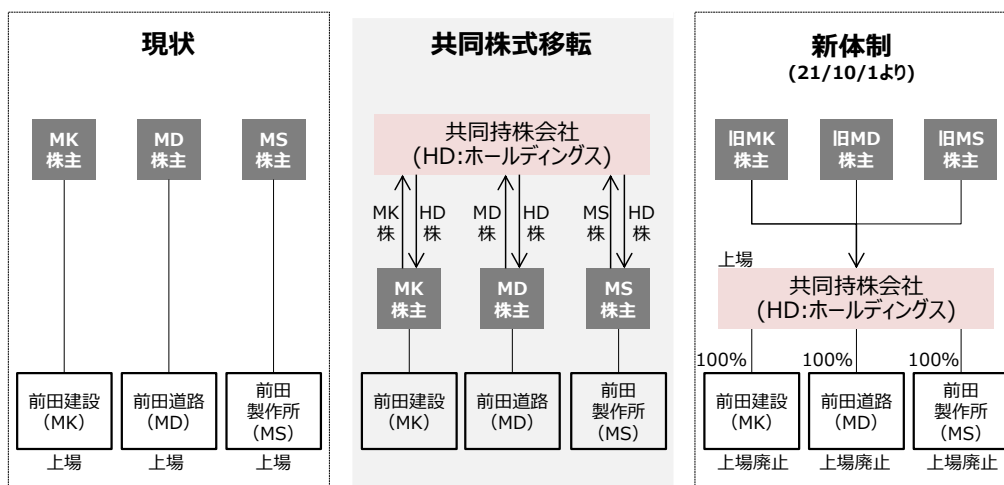 現状
MK
株主
MD
株主
MS
株主
前田建設
（MK）
前田道路
（MD）
前田
製作所
（MS）
上場
上場
上場
共同株式移転
共同持株会社
(HD:ホールディングス)
MK
株
HD
株
MD
株
HD
株
MS
株
HD
株
MK
株主
MD
株主
MS
株主
前田建設
（MK）
前田道路
（MD）
前田
製作所
（MS）
新体制
(21/10/1より)
旧MK
株主
旧MD
株主
旧MS
株主
上場
共同持株会社
(HD:ホールディングス)
100%
100%
100%
前田建設
（MK）
前田道路
（MD）
前田
製作所
（MS）
上場廃止
上場廃止
上場廃止